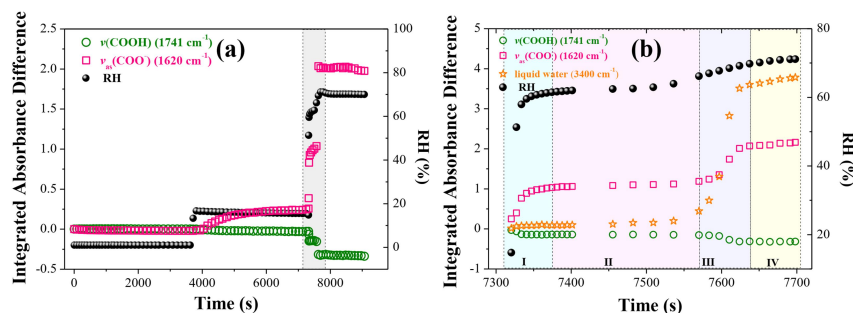 (a)
ν(COOH) (1741 cm⁻¹)
νas(COO⁻) (1620 cm⁻¹)
RH
Integrated Absorbance Difference
2.5
2.0
1.5
1.0
0.5
0.0
-0.5
RH (%)
100
80
60
40
20
0
0 2000 4000 6000 8000
Time (s)
(b)
ν(COOH) (1741 cm⁻¹)
νas(COO⁻) (1620 cm⁻¹)
liquid water (3400 cm⁻¹)
RH
Integrated Absorbance Difference
5
4
3
2
1
0
-1
RH (%)
80
60
40
20
I II III IV
7300 7400 7500 7600 7700
Time (s)